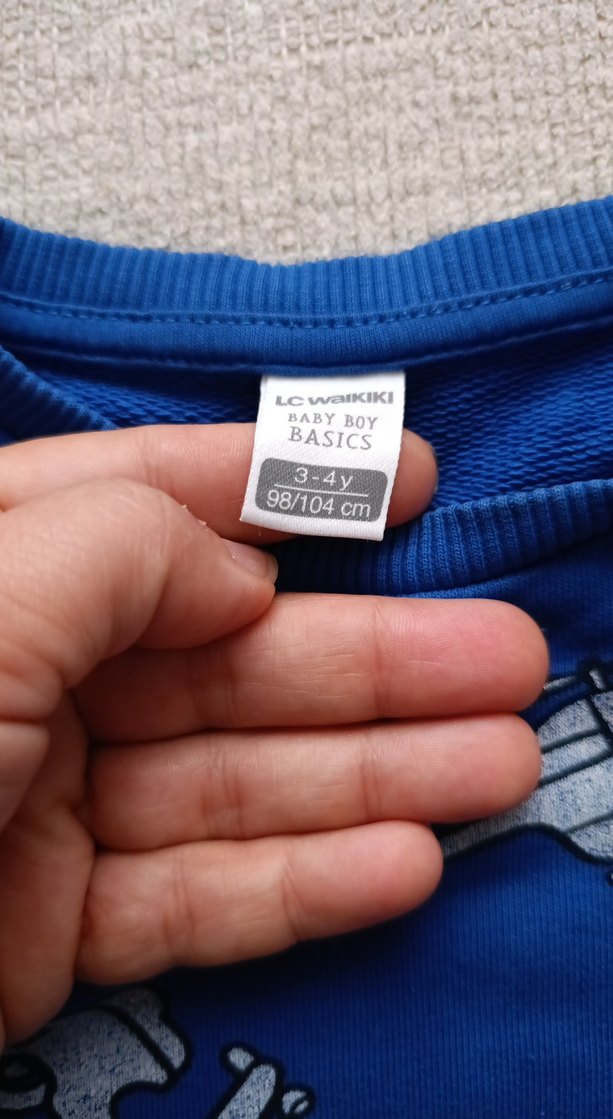 LC WAIKIKI
BABY BOY
BASICS
3-4y
98/104 cm